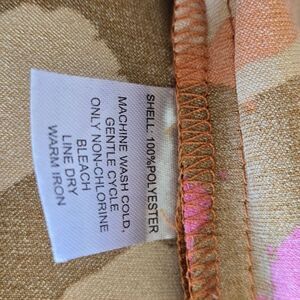 SHELL: 100%POLYESTER
MACHINE WASH COLD,
GENTLE CYCLE
ONLY NON-CHLORINE
BLEACH
LINE DRY
WARM IRON